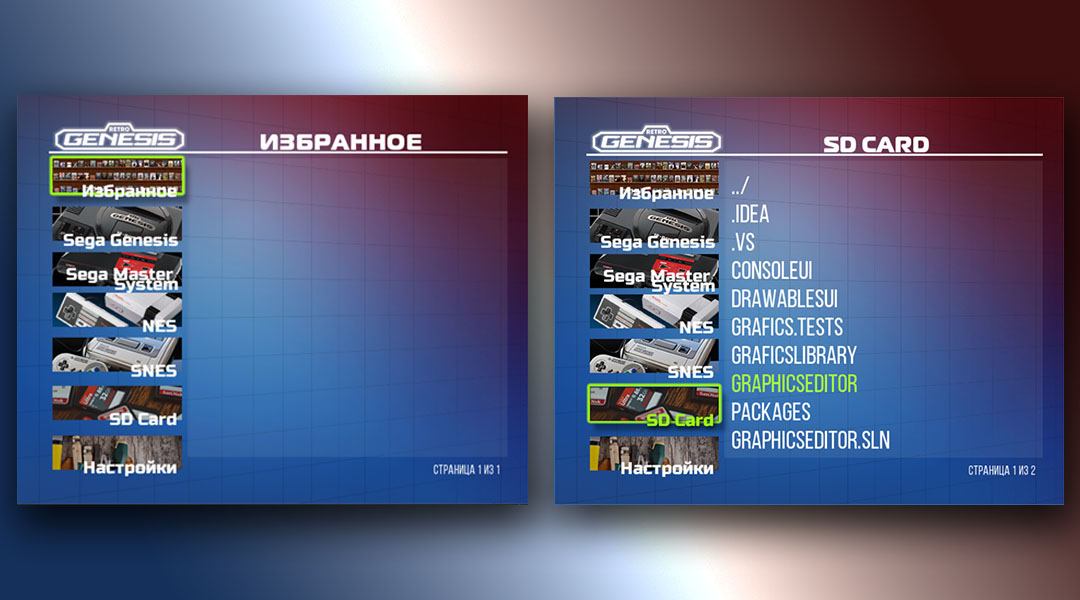 RETRO
GENESIS
ИЗБРАННОЕ
Избранное
Sega Genesis
Sega Master
System
NES
SNES
SD Card
Настройки
СТРАНИЦА 1 ИЗ 1
RETRO
GENESIS
SD CARD
Избранное
Sega Genesis
Sega Master
System
NES
SNES
SD Card
Настройки
../
.IDEA
.VS
CONSOLEUI
DRAWABLESUI
GRAFICS.TESTS
GRAFICSLIBRARY
GRAPHICSEDITOR
PACKAGES
GRAPHICSEDITOR.SLN
СТРАНИЦА 1 ИЗ 2